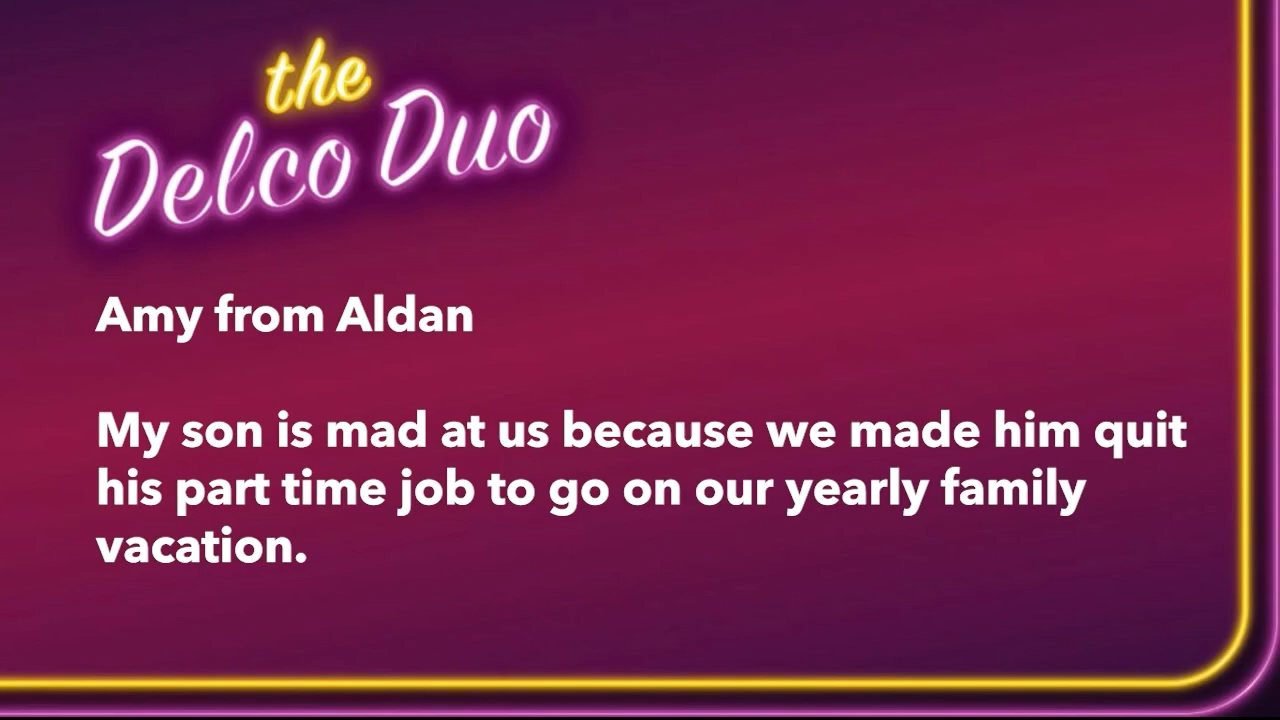 the
Delco Duo
Amy from Aldan
My son is mad at us because we made him quit
his part time job to go on our yearly family
vacation.